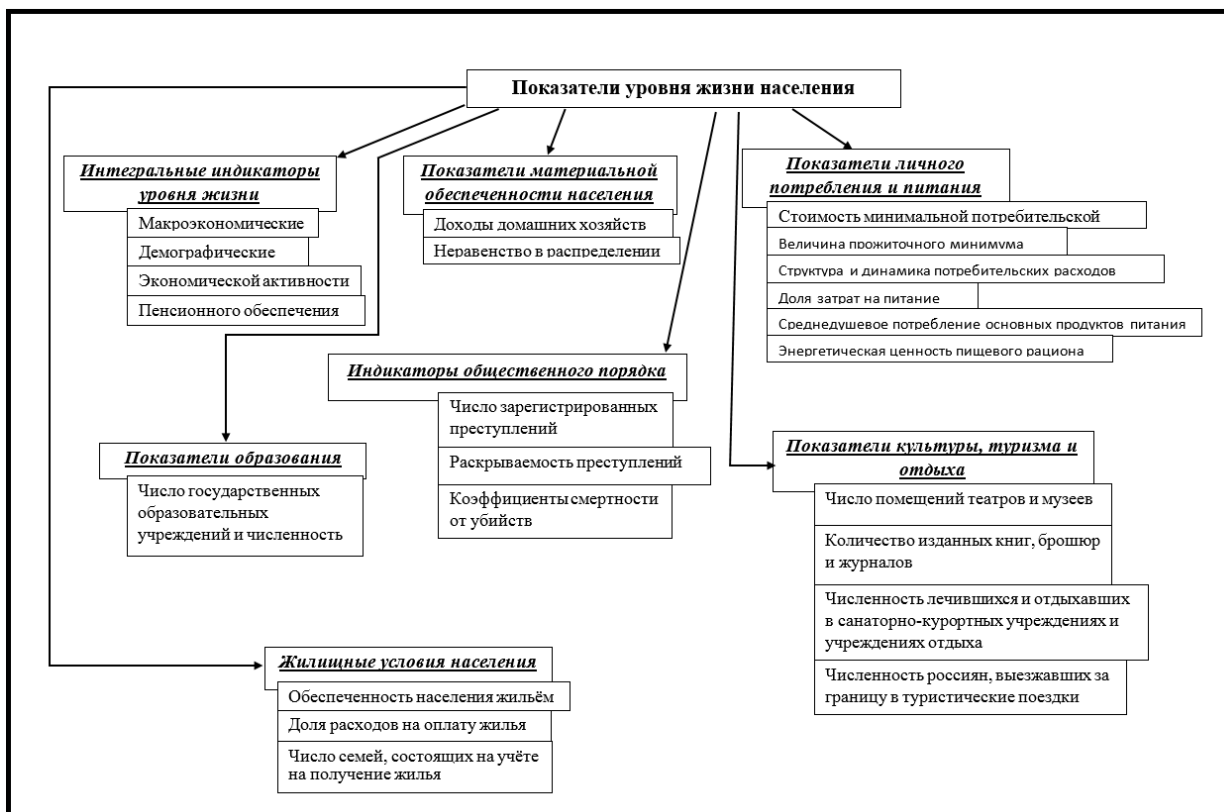 Показатели уровня жизни населения
Интегральные индикаторы
уровня жизни
Макроэкономические
Демографические
Экономической активности
Пенсионного обеспечения
Показатели материальной
обеспеченности населения
Доходы домашних хозяйств
Неравенство в распределении
Показатели личного
потребления и питания
Стоимость минимальной потребительской
Величина прожиточного минимума
Структура и динамика потребительских расходов
Доля затрат на питание
Среднедушевое потребление основных продуктов питания
Энергетическая ценность пищевого рациона
Индикаторы общественного порядка
Число зарегистрированных
преступлений
Раскрываемость преступлений
Коэффициенты смертности
от убийств
Показатели образования
Число государственных
образовательных
учреждений и численность
Показатели культуры, туризма и
отдыха
Число помещений театров и музеев
Количество изданных книг, брошюр
и журналов
Численность лечившихся и отдыхавших
в санаторно-курортных учреждениях и
учреждениях отдыха
Численность россиян, выезжавших за
границу в туристические поездки
Жилищные условия населения
Обеспеченность населения жильём
Доля расходов на оплату жилья
Число семей, состоящих на учёте
на получение жилья